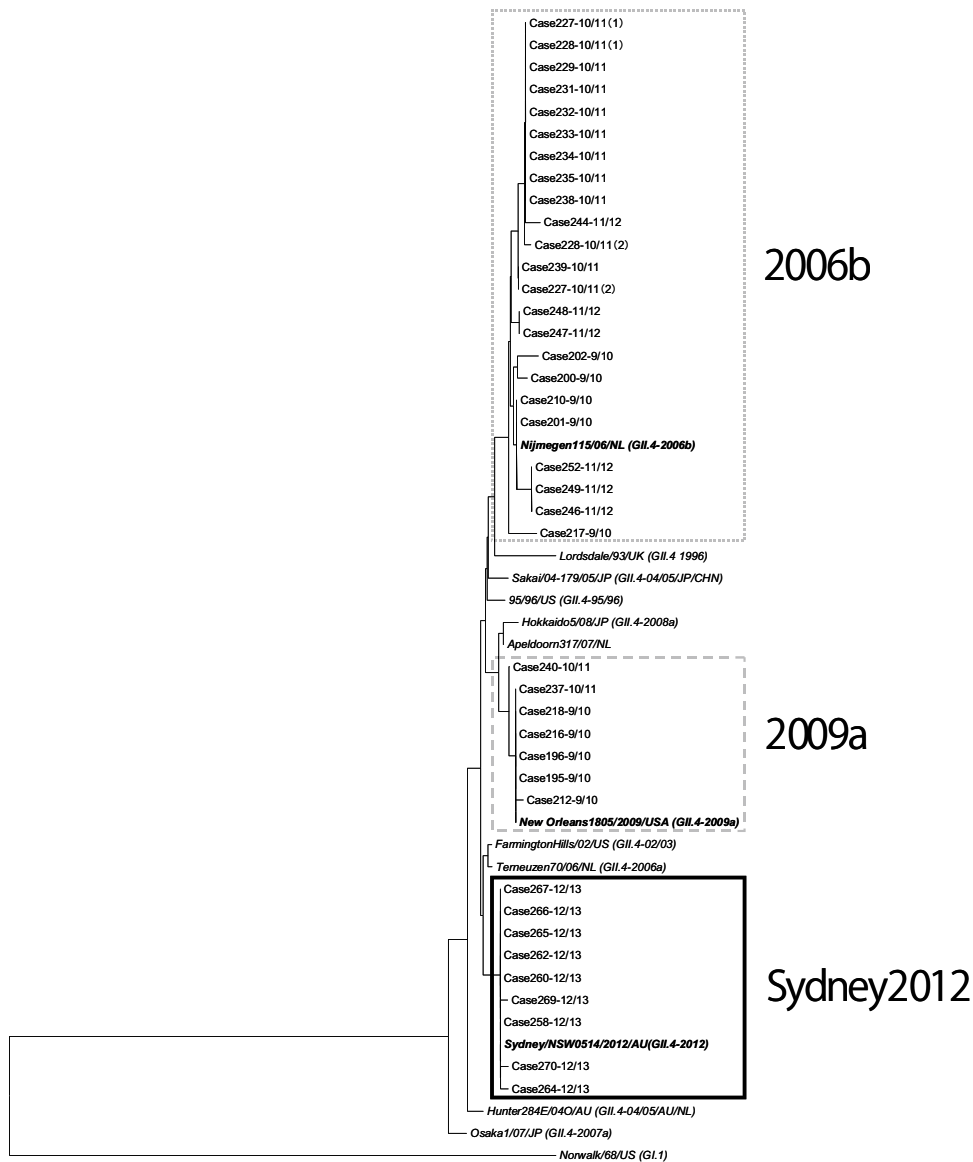 Case227-10/11(1)
Case228-10/11(1)
Case229-10/11
Case231-10/11
Case232-10/11
Case233-10/11
Case234-10/11
Case235-10/11
Case238-10/11
Case244-11/12
Case228-10/11(2)
Case239-10/11
Case227-10/11(2)
Case248-11/12
Case247-11/12
Case202-9/10
Case200-9/10
Case210-9/10
Case201-9/10
Nijmegen115/06/NL (GII.4-2006b)
Case252-11/12
Case249-11/12
Case246-11/12
Case217-9/10
2006b
Lordsdale/93/UK (GII.4 1996)
Sakai/04-179/05/JP (GII.4-04/05/JP/CHN)
95/96/US (GII.4-95/96)
Hokkaido5/08/JP (GII.4-2008a)
Apeldoorn317/07/NL
Case240-10/11
Case237-10/11
Case218-9/10
Case216-9/10
Case196-9/10
Case195-9/10
Case212-9/10
New Orleans1805/2009/USA (GII.4-2009a)
2009a
FarmingtonHills/02/US (GII.4-02/03)
Terneuzen70/06/NL (GII.4-2006a)
Case267-12/13
Case266-12/13
Case265-12/13
Case262-12/13
Case260-12/13
Case269-12/13
Case258-12/13
Sydney/NSW0514/2012/AU(GII.4-2012)
Case270-12/13
Case264-12/13
Sydney2012
Hunter284E/04O/AU (GII.4-04/05/AU/NL)
Osaka1/07/JP (GII.4-2007a)
Norwalk/68/US (GI.1)